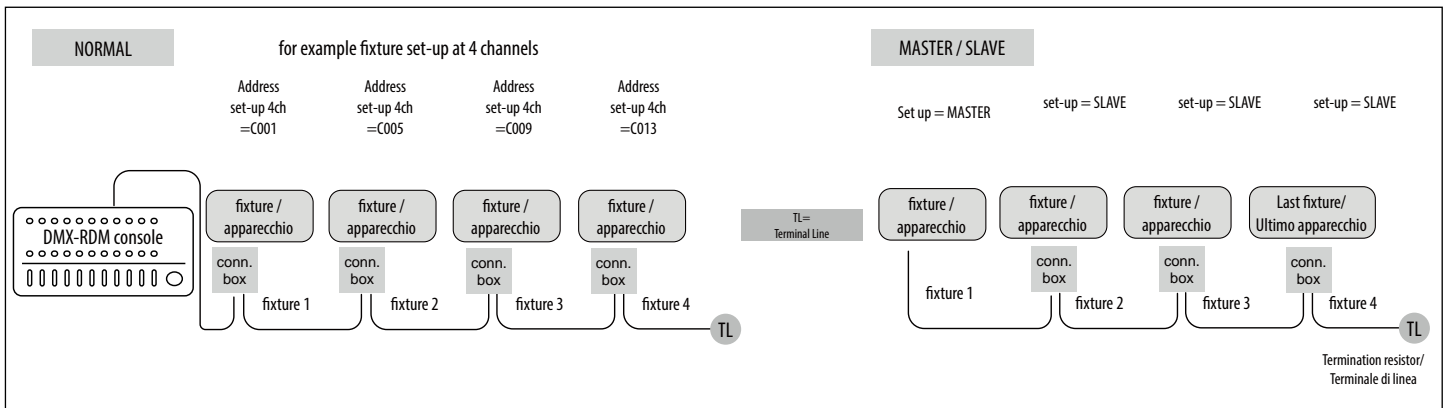 NORMAL
for example fixture set-up at 4 channels
Address
set-up 4ch
=C001
Address
set-up 4ch
=C005
Address
set-up 4ch
=C009
Address
set-up 4ch
=C013
DMX-RDM console
fixture /
apparecchio
fixture /
apparecchio
fixture /
apparecchio
fixture /
apparecchio
conn.
box
conn.
box
conn.
box
conn.
box
fixture 1
fixture 2
fixture 3
fixture 4
TL
TL=
Terminal Line
MASTER / SLAVE
Set up = MASTER
set-up = SLAVE
set-up = SLAVE
set-up = SLAVE
fixture /
apparecchio
fixture /
apparecchio
fixture /
apparecchio
Last fixture/
Ultimo apparecchio
conn.
box
conn.
box
conn.
box
fixture 1
fixture 2
fixture 3
fixture 4
TL
Termination resistor/
Terminale di linea